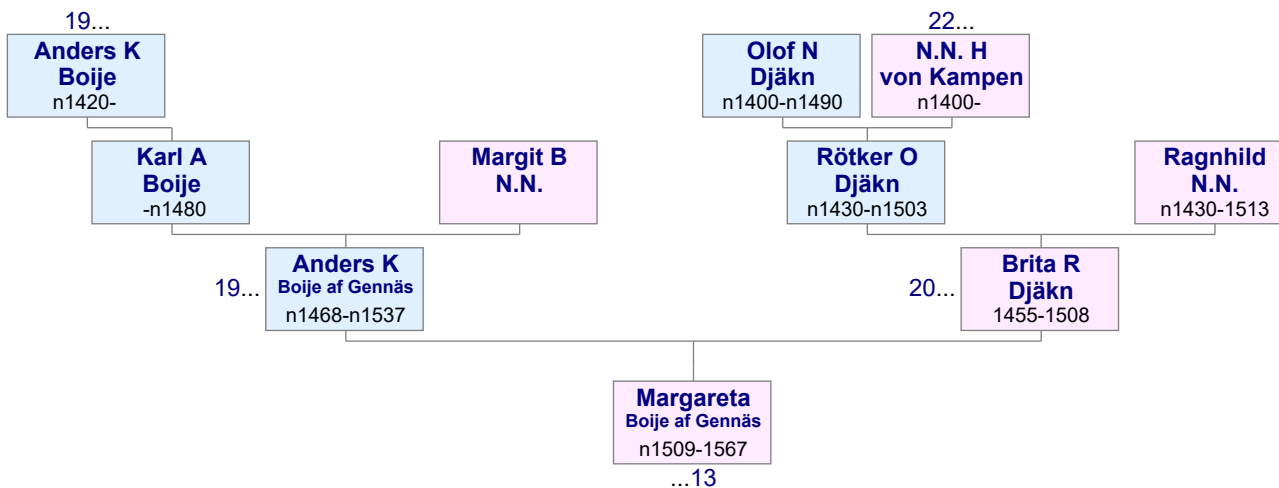 19...
Anders K
Boije
n1420-
Olof N
Djäkn
n1400-n1490
22...
N.N. H
von Kampen
n1400-
Karl A
Boije
-n1480
Margit B
N.N.
Rötker O
Djäkn
n1430-n1503
Ragnhild
N.N.
n1430-1513
19...
Anders K
Boije af Gennäs
n1468-n1537
20...
Brita R
Djäkn
1455-1508
Margareta
Boije af Gennäs
n1509-1567
...13